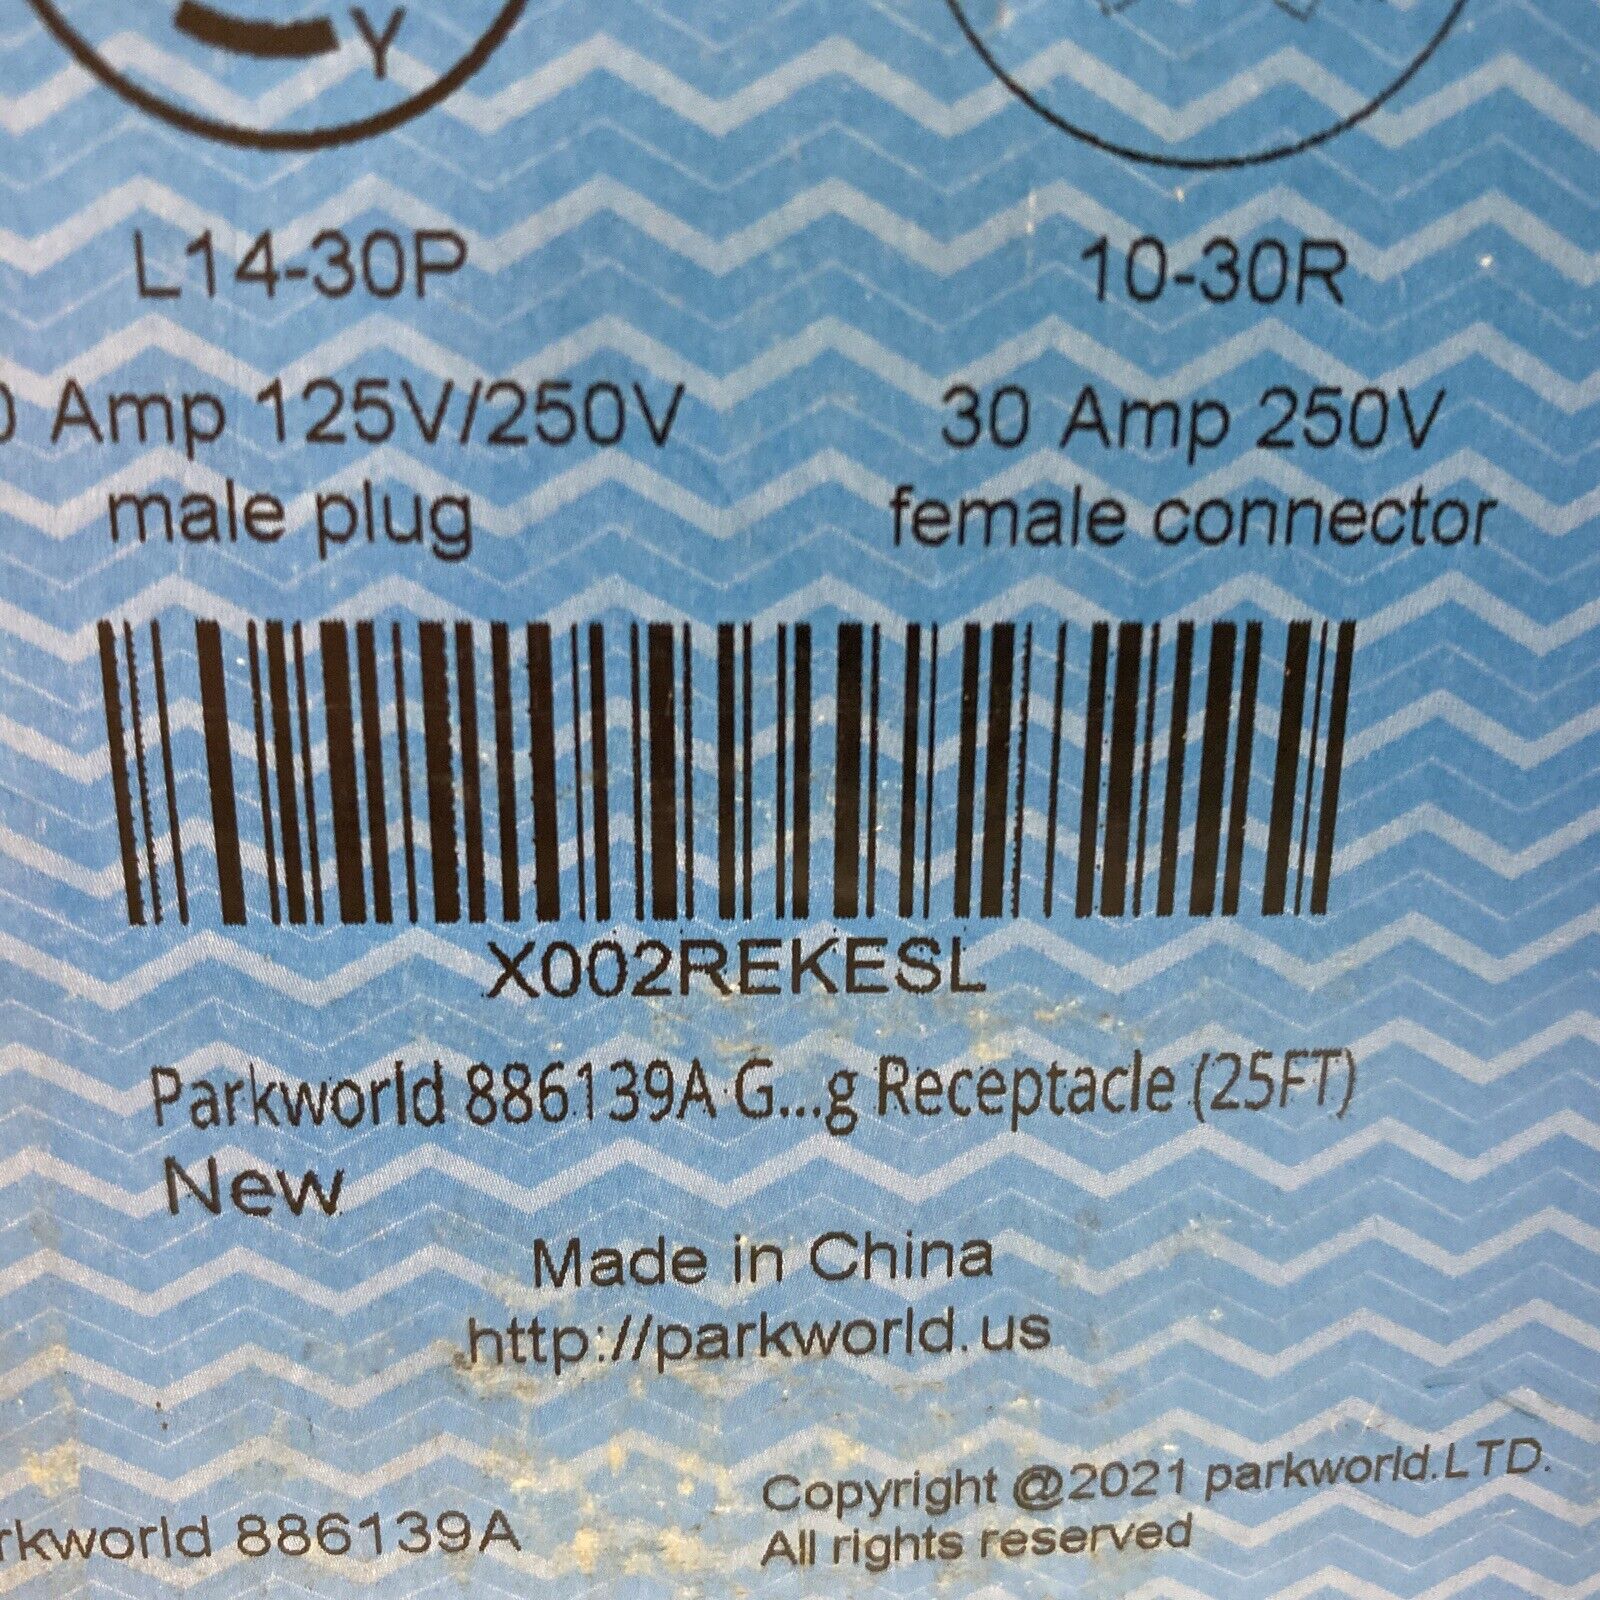 Y
L14-30P
10-30R
Amp 125V/250V
30 Amp 250V
male plug
female connector
X002REKESL
Parkworld 886139A G...g Receptacle (25FT)
New
Made in China
http://parkworld.us
Copyright @2021 parkworld.LTD.
All rights reserved
rkworld 886139A